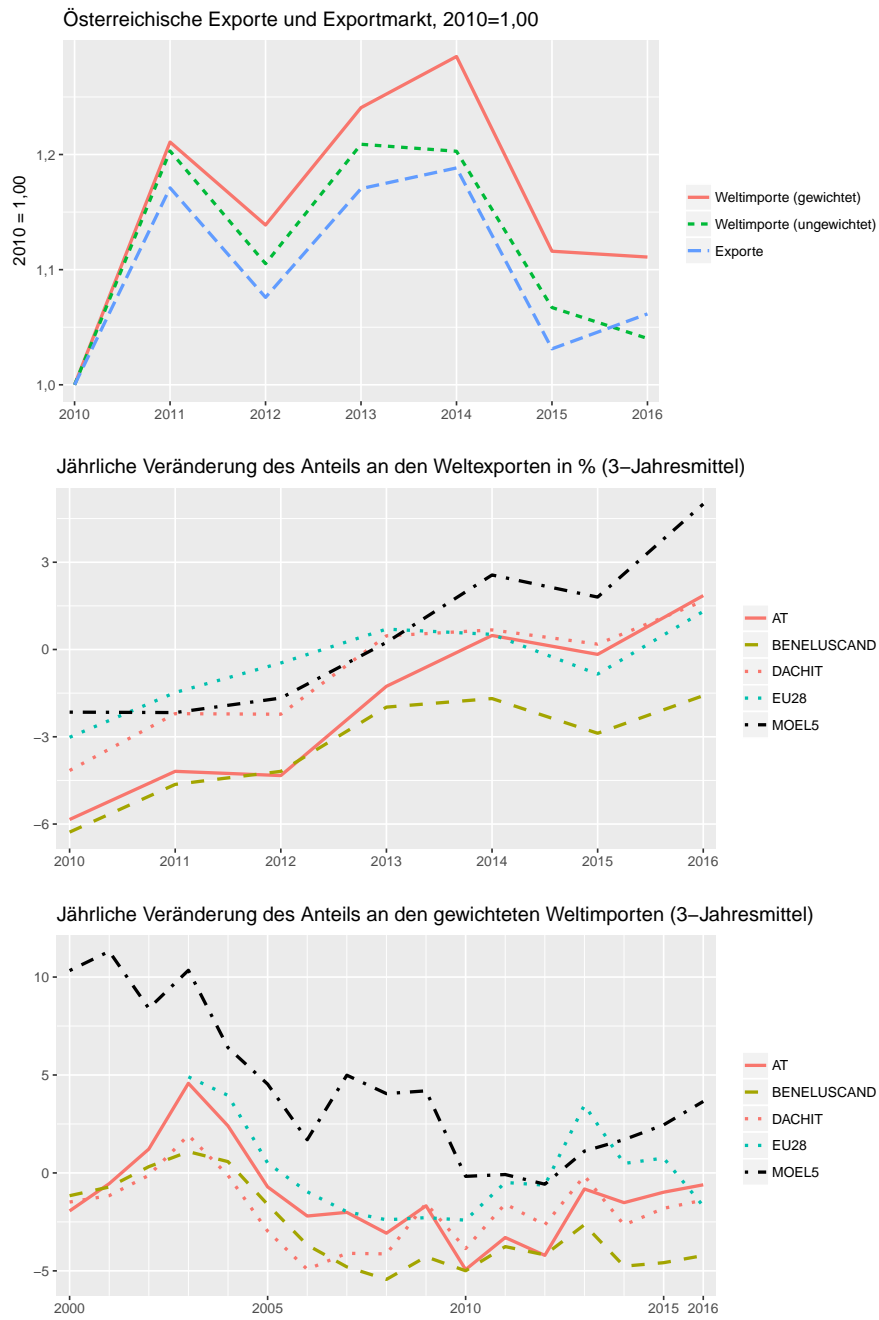 Österreichische Exporte und Exportmarkt, 2010=1,00
2010 = 1,00
1,2
1,1
1,0
2010 2011 2012 2013 2014 2015 2016
Weltimporte (gewichtet)
Weltimporte (ungewichtet)
Exporte
Jährliche Veränderung des Anteils an den Weltexporten in % (3−Jahresmittel)
3
0
−3
−6
2010 2011 2012 2013 2014 2015 2016
AT
BENELUSCAND
DACHIT
EU28
MOEL5
Jährliche Veränderung des Anteils an den gewichteten Weltimporten (3−Jahresmittel)
10
5
0
−5
2000 2005 2010 2015 2016
AT
BENELUSCAND
DACHIT
EU28
MOEL5